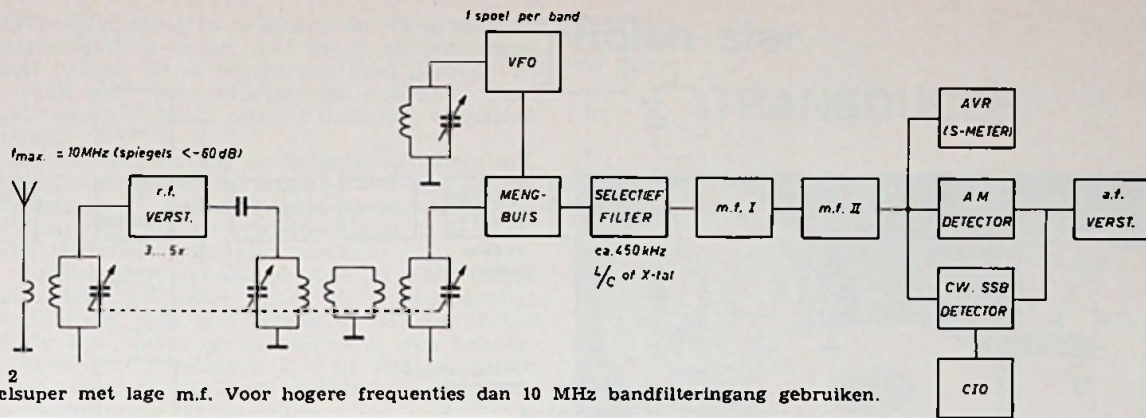 1 spoel per band
VFO
fmax. = 10MHz (spiegels <-60dB)
r.f.
VERST.
3... 5x
MENG-
BUIS
SELECTIEF
FILTER
ca. 450 kHz
L/C of X-tal
m.f. I
m.f. II
AVR
(S-METER)
AM
DETECTOR
CW. SSB
DETECTOR
CIO
a.f.
VERST.
2
elsuper met lage m.f. Voor hogere frequenties dan 10 MHz bandfilteringang gebruiken.